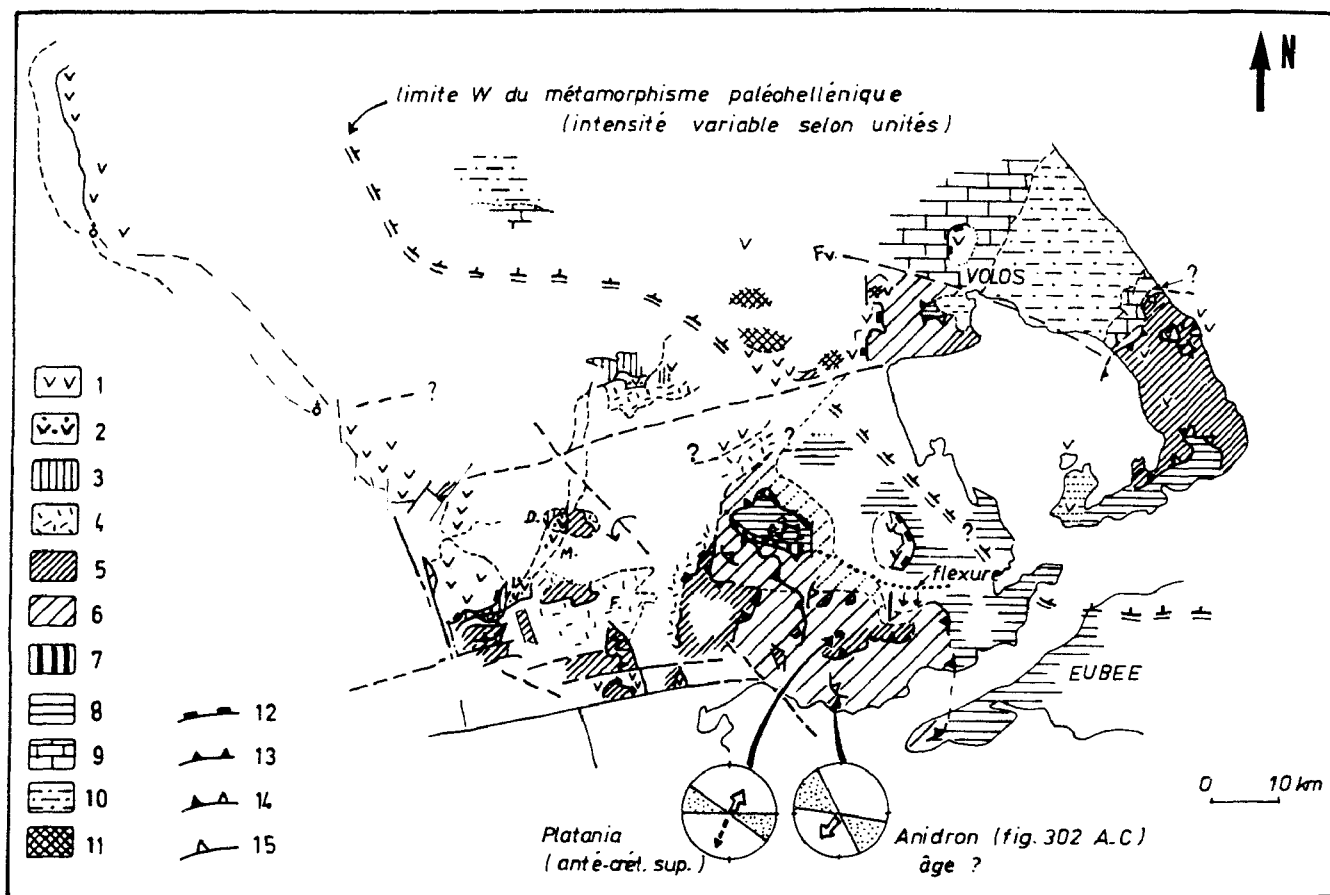 N
limite W du métamorphisme paléohellénique
(intensité variable selon unités)
Fv.
VOLOS
?
?
?
?
?
D.
M.
F.
flexure
EUBEE
1
2
3
4
5
6
7
8
9
10
11
12
13
14
15
Platania
(anté-crét. sup.)
Anidron (fig. 302 A-C)
âge ?
0 10 km